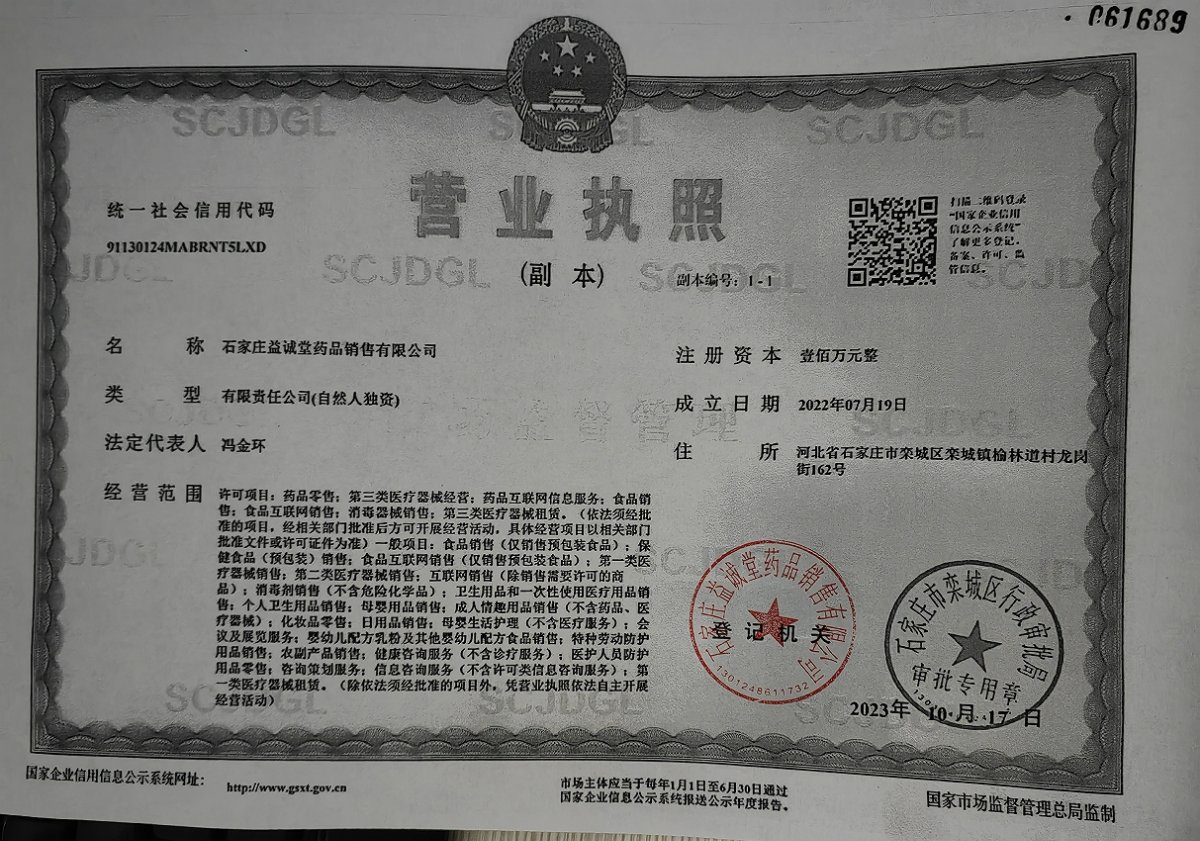 061689
SCJDGL
SCJDGL
营业执照
(副 本)
副本编号：1-1
统一社会信用代码
91130124MABRNT5LXD
扫描二维码登录
“国家企业信用
信息公示系统”
了解更多登记、
备案、许可、监
管信息。
SCJDGL
SCJDGL
名 称 石家庄益诚堂药品销售有限公司
类 型 有限责任公司(自然人独资)
法定代表人 冯金环
经营范围 许可项目：药品零售；第三类医疗器械经营；药品互联网信息服务；食品销
售；食品互联网销售；消毒器械销售；第三类医疗器械租赁。（依法须经批
准的项目，经相关部门批准后方可开展经营活动，具体经营项目以相关部门
批准文件或许可证件为准）一般项目：食品销售（仅销售预包装食品）；保
健食品（预包装）销售；食品互联网销售（仅销售预包装食品）；第一类医
疗器械销售；第二类医疗器械销售；互联网销售（除销售需要许可的商
品）；消毒剂销售（不含危险化学品）；卫生用品和一次性使用医疗用品销
售；个人卫生用品销售；母婴用品销售；成人情趣用品销售（不含药品、医
疗器械）；化妆品零售；日用品销售；母婴生活护理（不含医疗服务）；会
议及展览服务；婴幼儿配方乳粉及其他婴幼儿配方食品销售；特种劳动防护
用品销售；农副产品销售；健康咨询服务（不含诊疗服务）；医护人员防护
用品零售；咨询策划服务；信息咨询服务（不含许可类信息咨询服务）；第
一类医疗器械租赁。（除依法须经批准的项目外，凭营业执照依法自主开展
经营活动）
注册资本 壹佰万元整
成立日期 2022年07月19日
住 所 河北省石家庄市栾城区栾城镇榆林道村龙岗
街162号
督管理
SCJDGL
石家庄益诚堂药品销售有限公司
1301248611732
登记机关
石家庄市栾城区行政审批局
审批专用章
2023年 10 月 17 日
SCJDGL
SCJDGL
国家企业信用信息公示系统网址：
http://www.gsxt.gov.cn
市场主体应当于每年1月1日至6月30日通过
国家企业信用信息公示系统报送公示年度报告。
国家市场监督管理总局监制